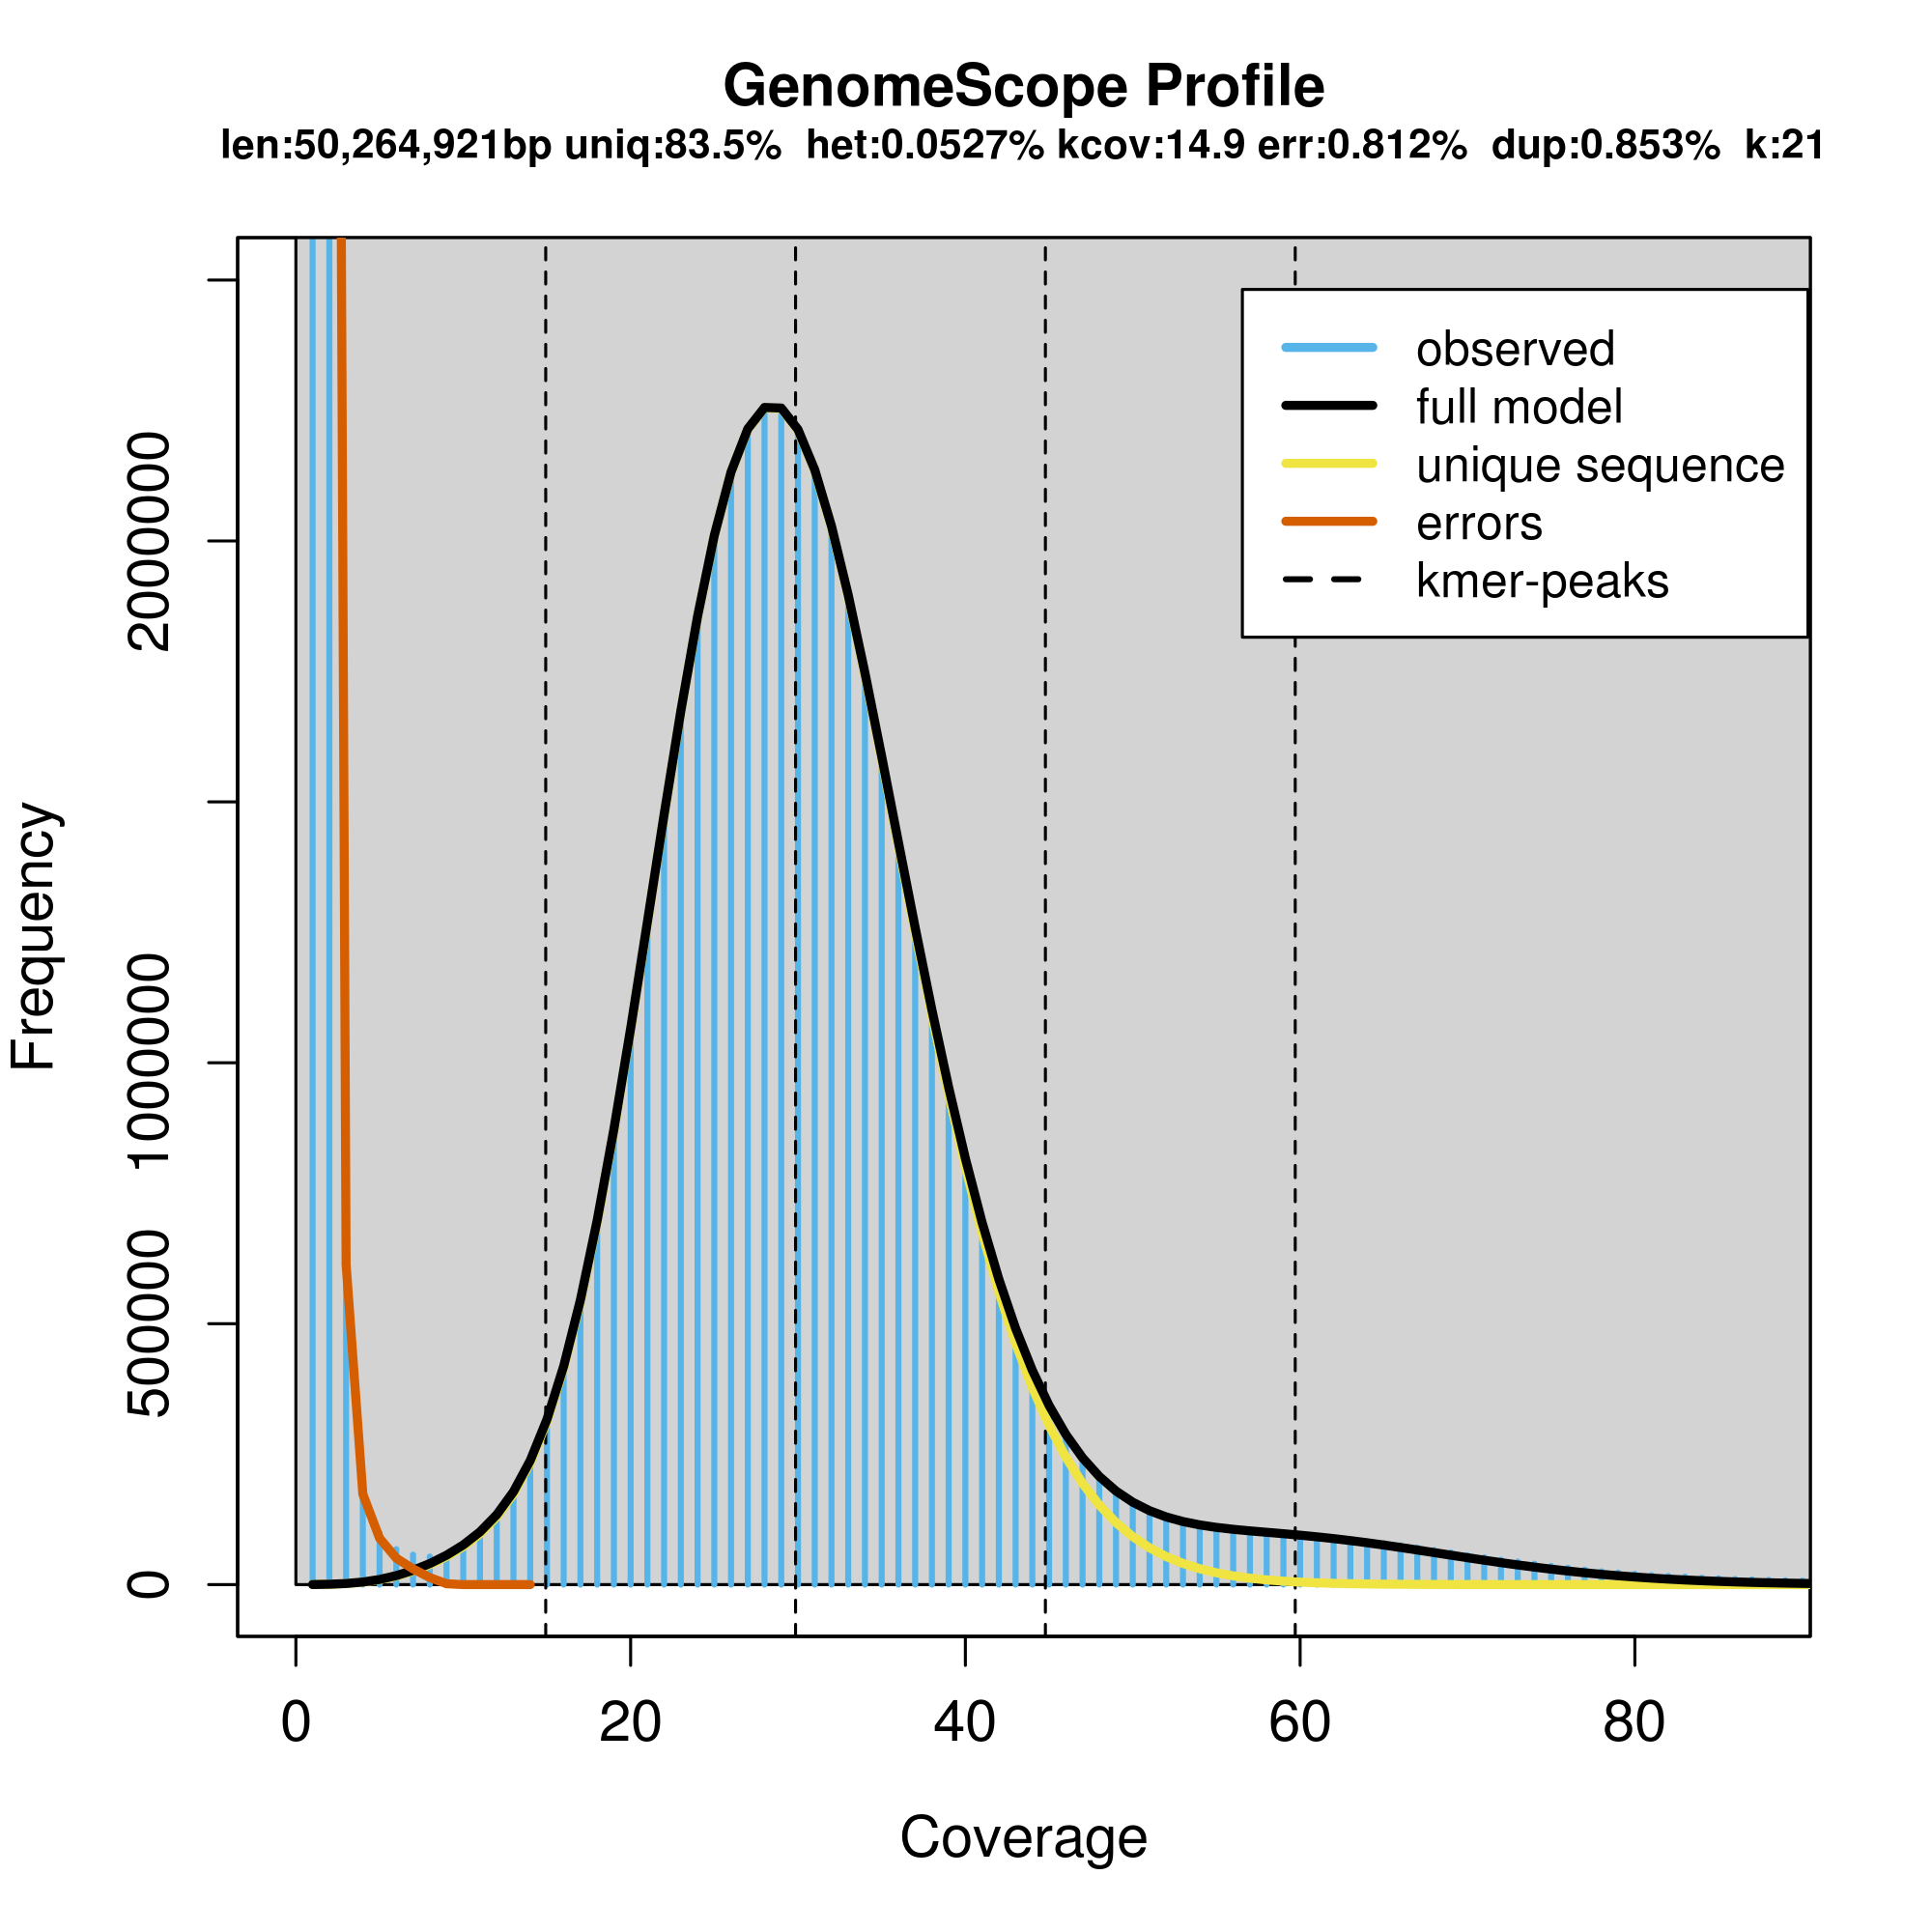 GenomeScope Profile
len:50,264,921bp uniq:83.5% het:0.0527% kcov:14.9 err:0.812% dup:0.853% k:21
observed
full model
unique sequence
errors
kmer-peaks
Frequency
0
500000
1000000
2000000
0 20 40 60 80
Coverage